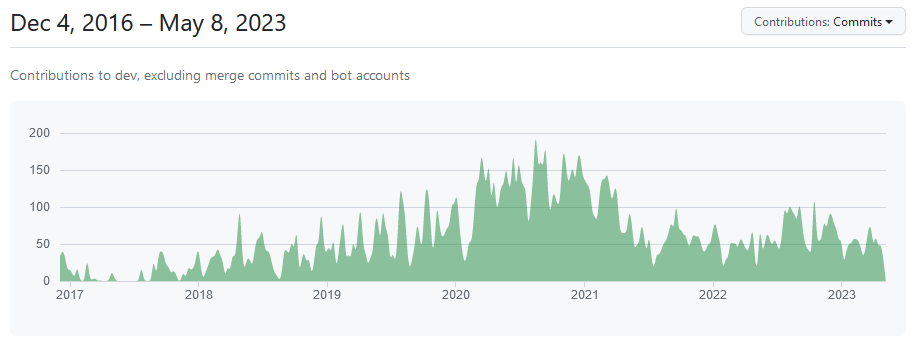 Dec 4, 2016 – May 8, 2023
Contributions: Commits
Contributions to dev, excluding merge commits and bot accounts
200
150
100
50
0
2017 2018 2019 2020 2021 2022 2023